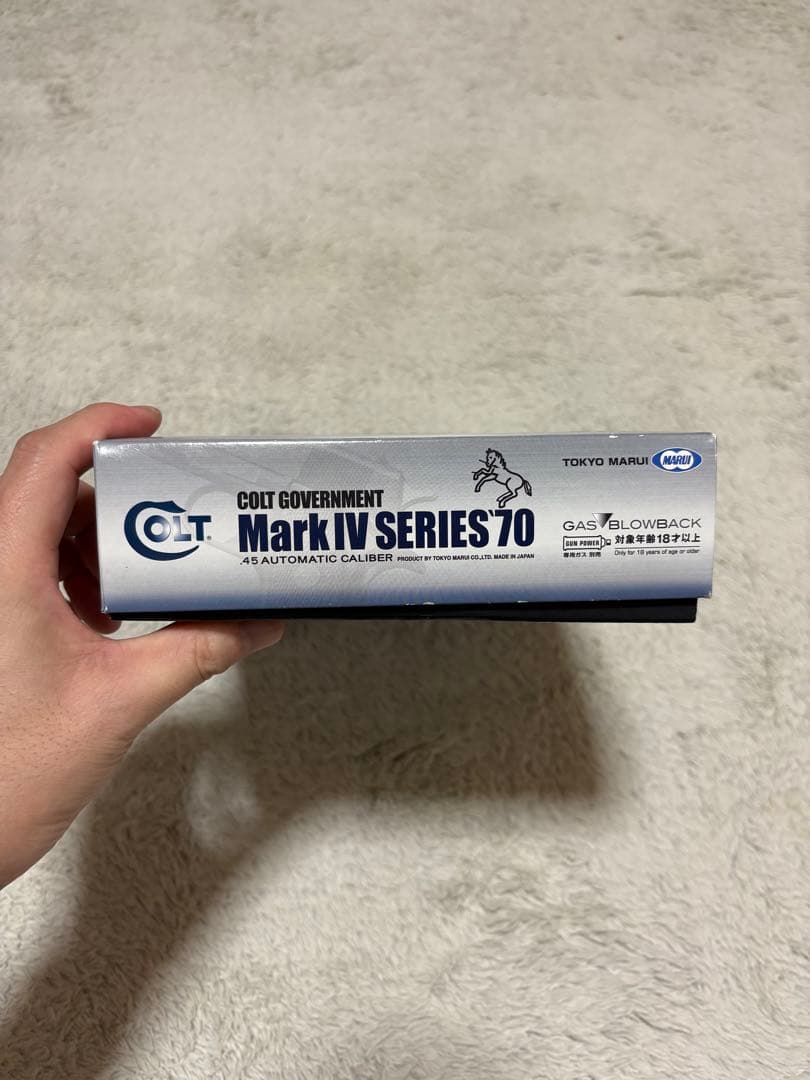 COLT®
COLT GOVERNMENT
Mark IV SERIES'70
.45 AUTOMATIC CALIBER PRODUCT BY TOKYO MARUI CO.,LTD. MADE IN JAPAN
TOKYO MARUI MARUI
GAS BLOWBACK
GUN POWER
専用ガス 別売
対象年齢18才以上
Only for 18 years of age or older